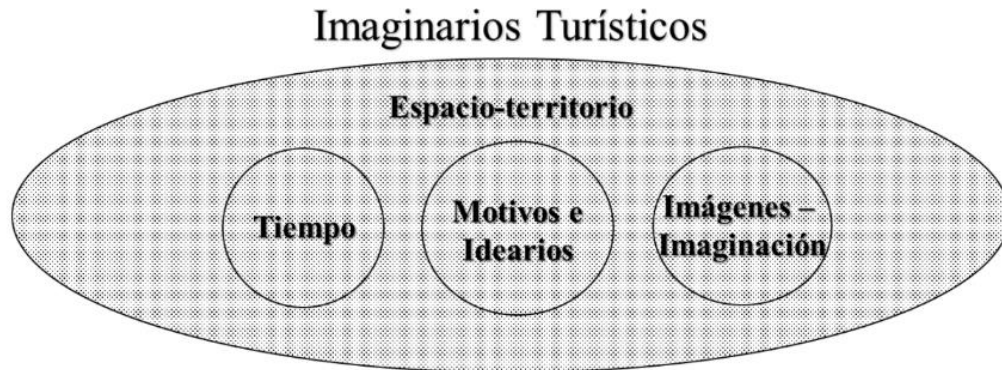 Imaginarios Turísticos
Espacio-territorio
Tiempo
Motivos e
Idearios
Imágenes –
Imaginación